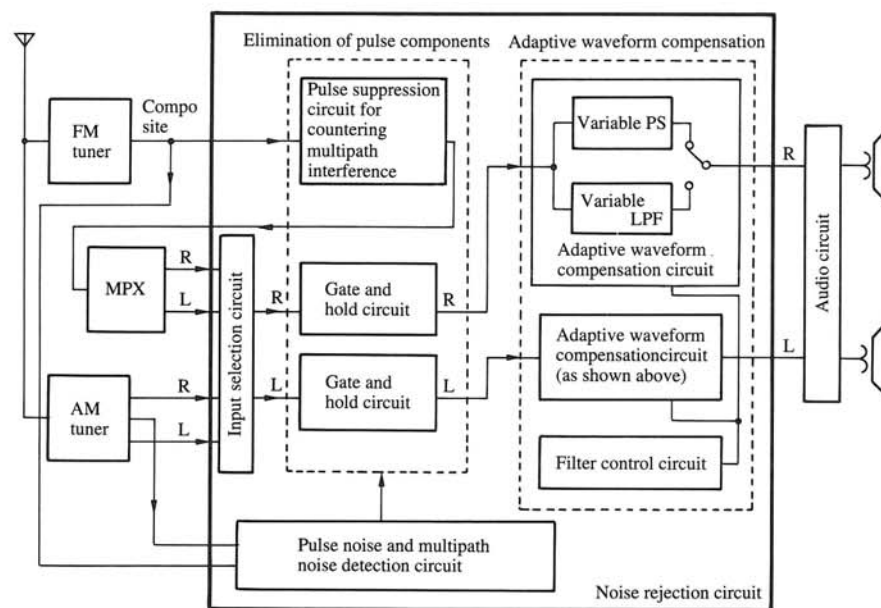 Elimination of pulse components
Adaptive waveform compensation
Pulse suppression
circuit for
countering
multipath
interference
Compo
site
FM
tuner
Variable PS
Variable
LPF
Adaptive waveform
compensation circuit
R
MPX
R
L
Input selection circuit
R
Gate and
hold circuit
R
L
Gate and
hold circuit
L
Adaptive waveform
compensationcircuit
(as shown above)
L
Audio circuit
AM
tuner
R
L
Filter control circuit
Pulse noise and multipath
noise detection circuit
Noise rejection circuit